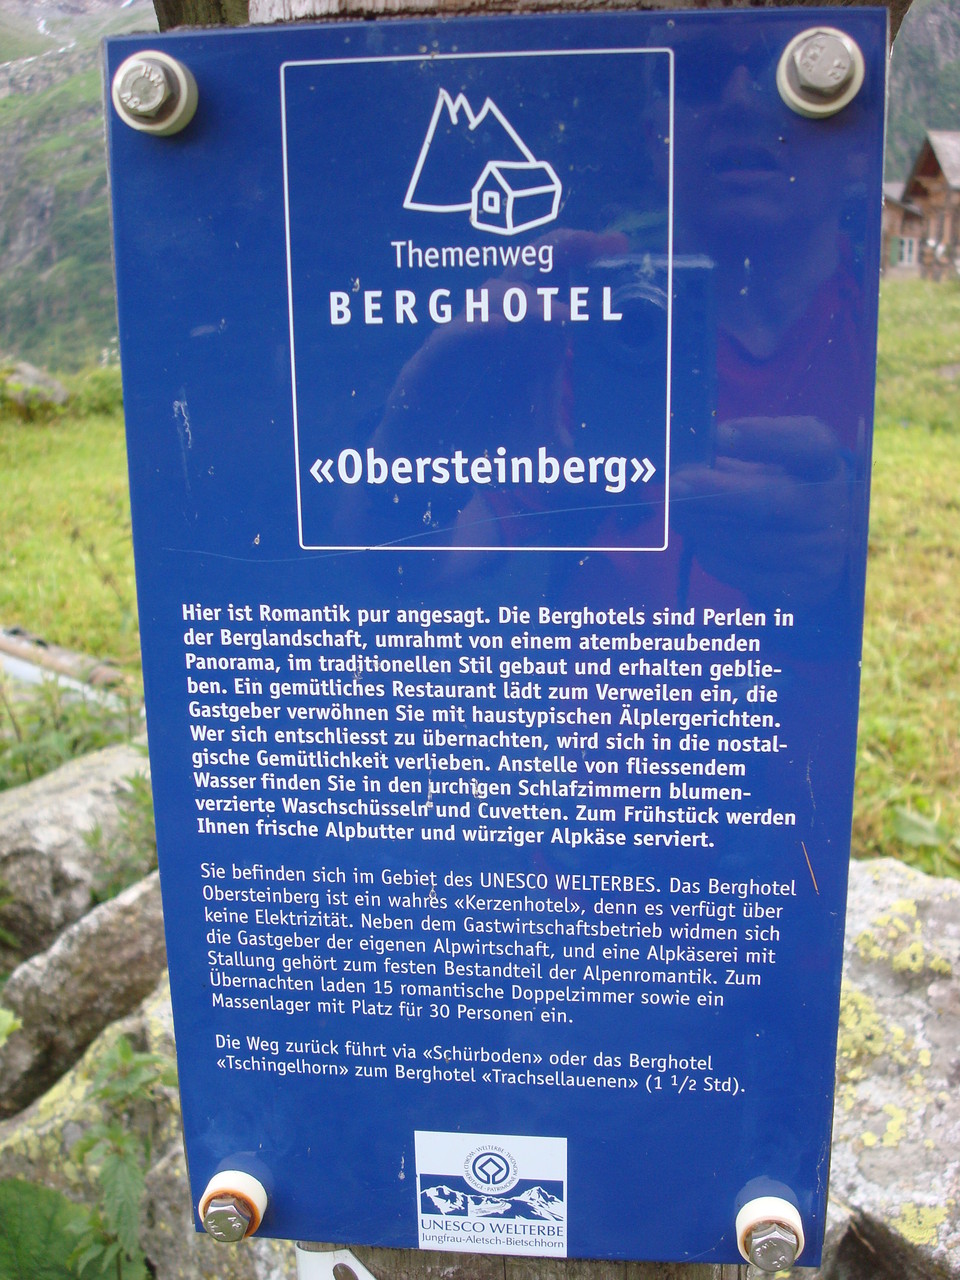 Themenweg
BERGHOTEL
«Obersteinberg»
Hier ist Romantik pur angesagt. Die Berghotels sind Perlen in
der Berglandschaft, umrahmt von einem atemberaubenden
Panorama, im traditionellen Stil gebaut und erhalten geblie-
ben. Ein gemütliches Restaurant lädt zum Verweilen ein, die
Gastgeber verwöhnen Sie mit haustypischen Älplergerichten.
Wer sich entschliesst zu übernachten, wird sich in die nostal-
gische Gemütlichkeit verlieben. Anstelle von fliessendem
Wasser finden Sie in den urchigen Schlafzimmern blumen-
verzierte Waschschüsseln und Cuvetten. Zum Frühstück werden
Ihnen frische Alpbutter und würziger Alpkäse serviert.
Sie befinden sich im Gebiet des UNESCO WELTERBES. Das Berghotel
Obersteinberg ist ein wahres «Kerzenhotel», denn es verfügt über
keine Elektrizität. Neben dem Gastwirtschaftsbetrieb widmen sich
die Gastgeber der eigenen Alpwirtschaft, und eine Alpkäserei mit
Stallung gehört zum festen Bestandteil der Alpenromantik. Zum
Übernachten laden 15 romantische Doppelzimmer sowie ein
Massenlager mit Platz für 30 Personen ein.
Die Weg zurück führt via «Schürboden» oder das Berghotel
«Tschingelhorn» zum Berghotel «Trachsellauenen» (1 1/2 Std).
UNESCO WELTERBE
Jungfrau-Aletsch-Bietschhorn